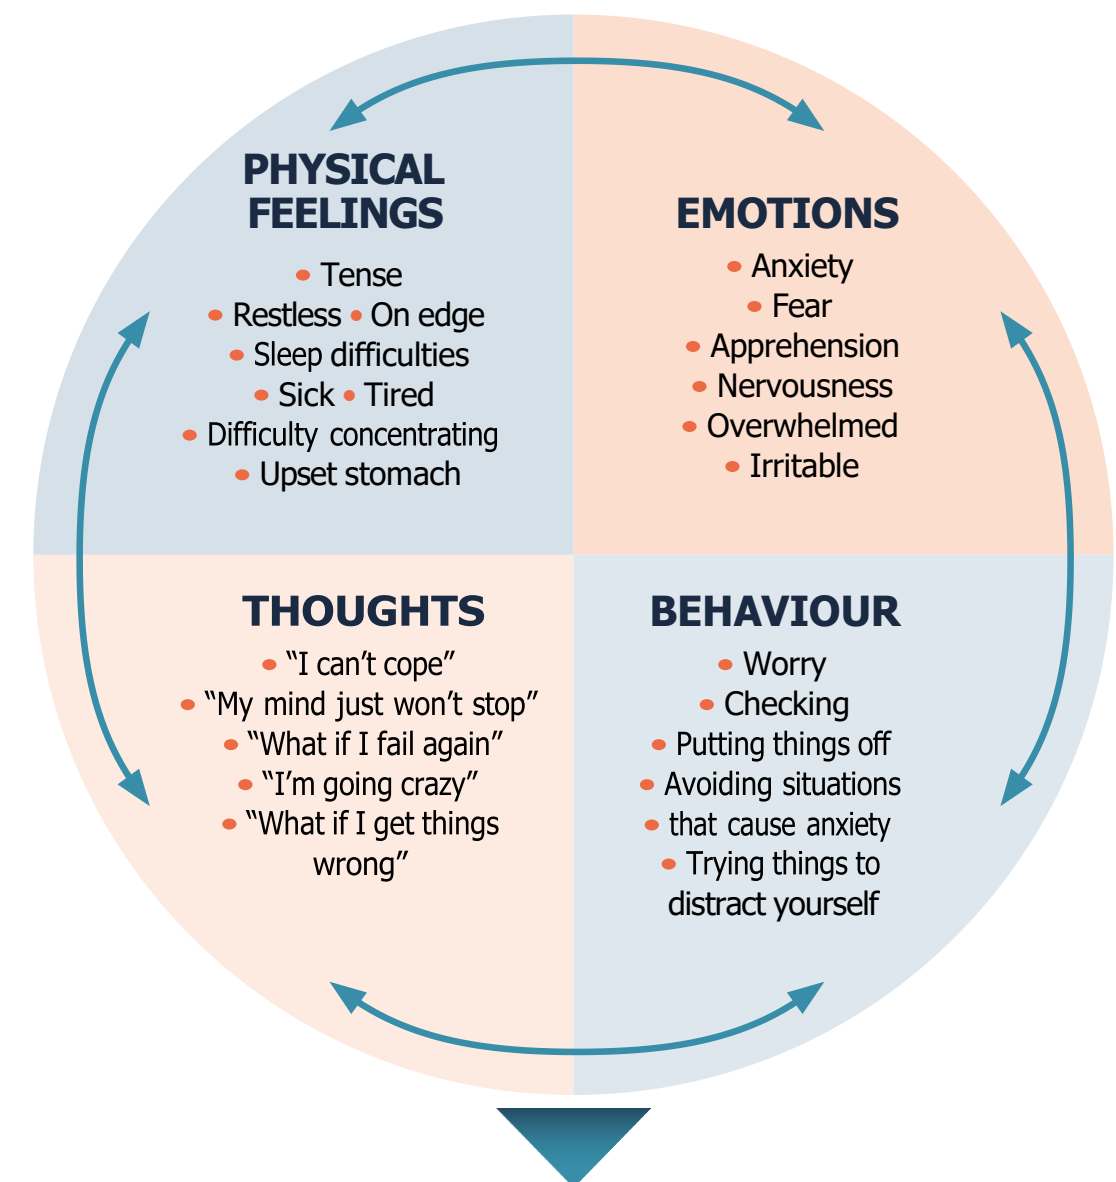 PHYSICAL
FEELINGS
• Tense
• Restless • On edge
• Sleep difficulties
• Sick • Tired
• Difficulty concentrating
• Upset stomach
EMOTIONS
• Anxiety
• Fear
• Apprehension
• Nervousness
• Overwhelmed
• Irritable
THOUGHTS
• “I can’t cope”
• “My mind just won’t stop”
• “What if I fail again”
• “I’m going crazy”
• “What if I get things
wrong”
BEHAVIOUR
• Worry
• Checking
• Putting things off
• Avoiding situations
• that cause anxiety
• Trying things to
distract yourself